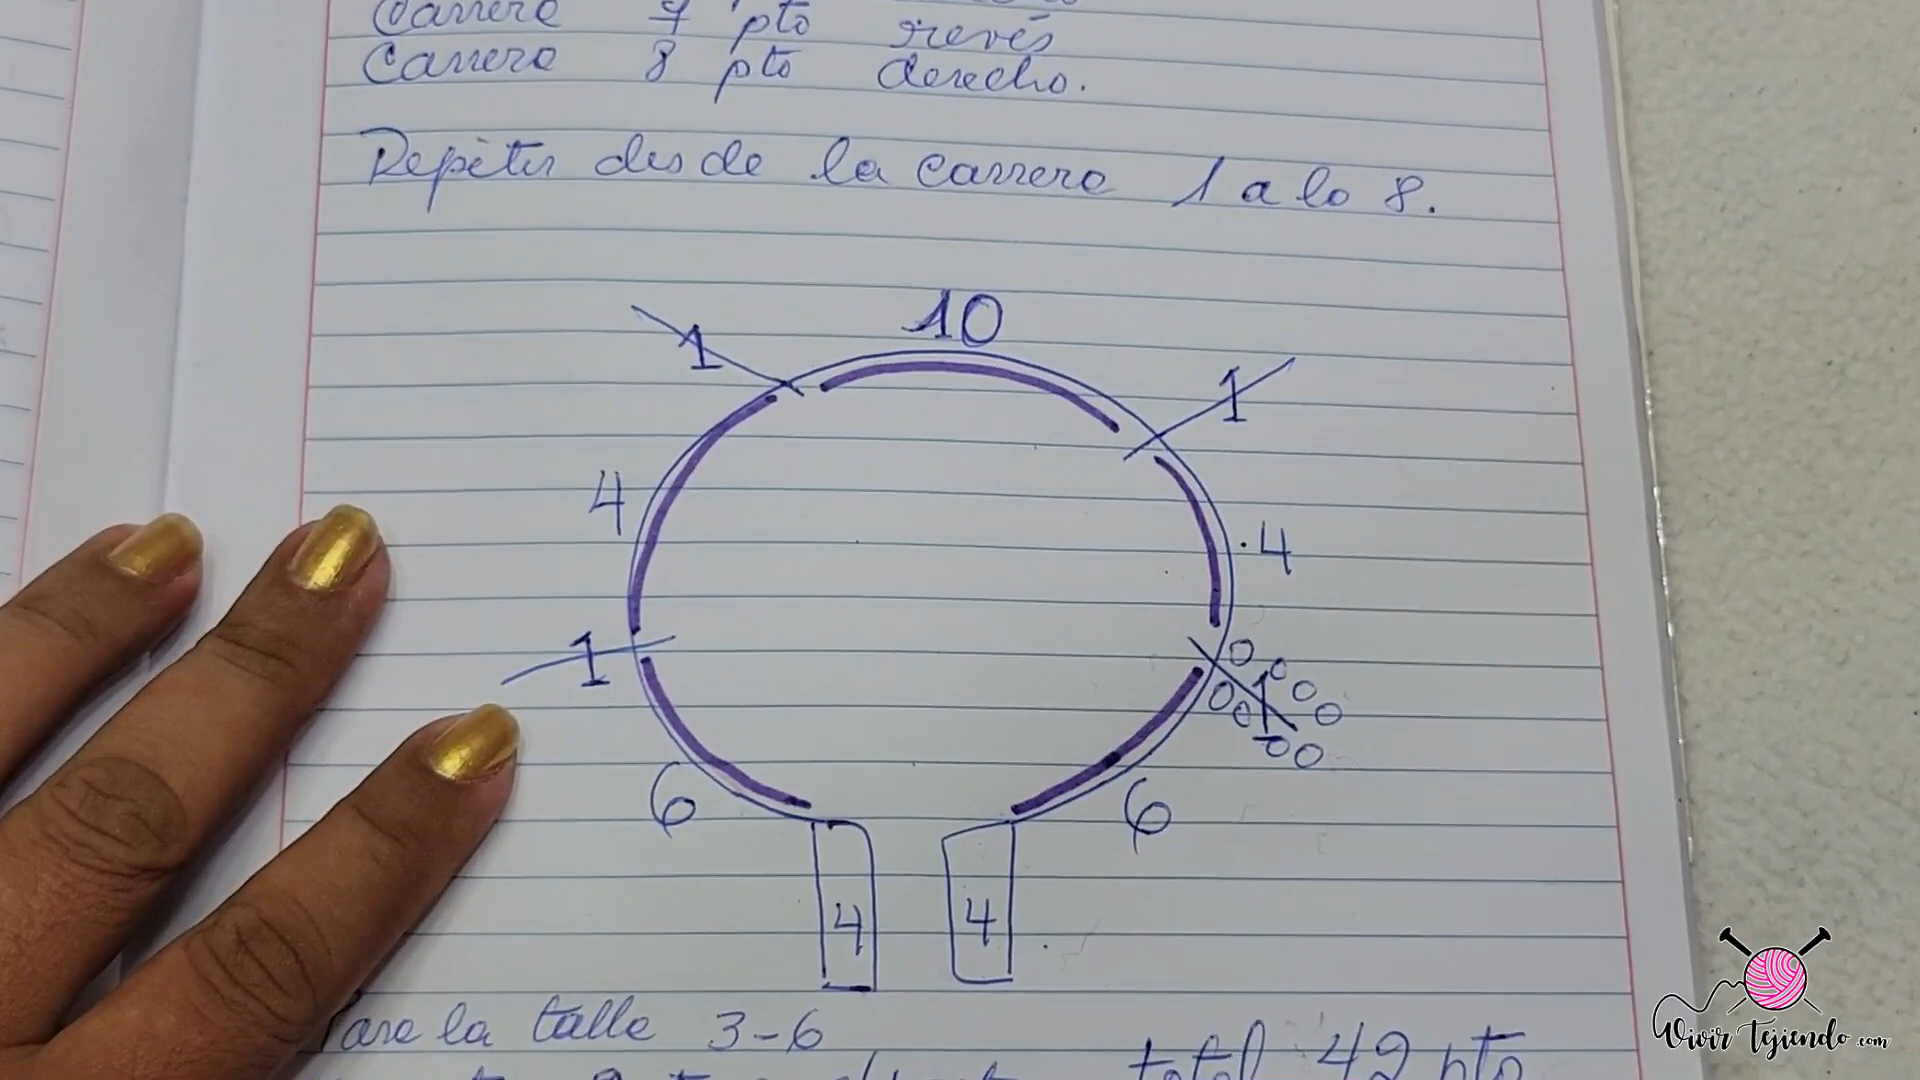 Carrera 7 pto revés
Carrera 8 pto derecho.
Repetir desde la carrera 1 a la 8.
10
1
1
4
4
1
1
6
6
4
4
Para la talla 3-6
total 42 pto
Vivir Tejiendo.com